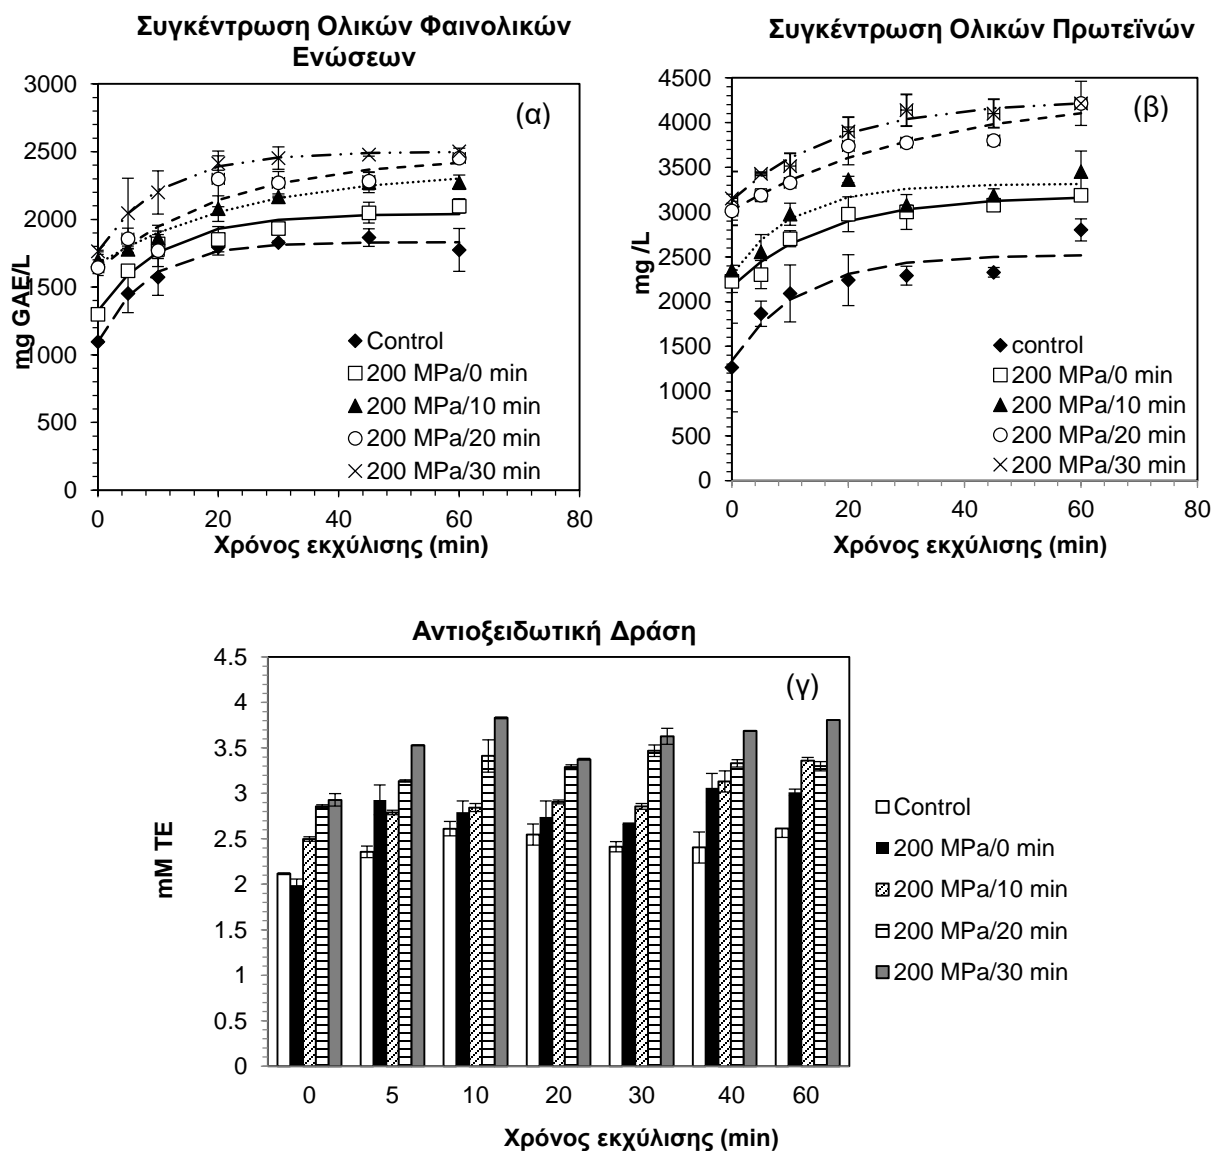 Συγκέντρωση Ολικών Φαινολικών
Ενώσεων
(α)
mg GAE/L
3000
2500
2000
1500
1000
500
0
0 20 40 60 80
Χρόνος εκχύλισης (min)
Control
200 MPa/0 min
200 MPa/10 min
200 MPa/20 min
200 MPa/30 min
Συγκέντρωση Ολικών Πρωτεϊνών
(β)
mg /L
4500
4000
3500
3000
2500
2000
1500
1000
500
0
0 20 40 60 80
Χρόνος εκχύλισης (min)
control
200 MPa/0 min
200 MPa/10 min
200 MPa/20 min
200 MPa/30 min
Αντιοξειδωτική Δράση
(γ)
mM TE
4.5
4
3.5
3
2.5
2
1.5
1
0.5
0
0 5 10 20 30 40 60
Χρόνος εκχύλισης (min)
Control
200 MPa/0 min
200 MPa/10 min
200 MPa/20 min
200 MPa/30 min